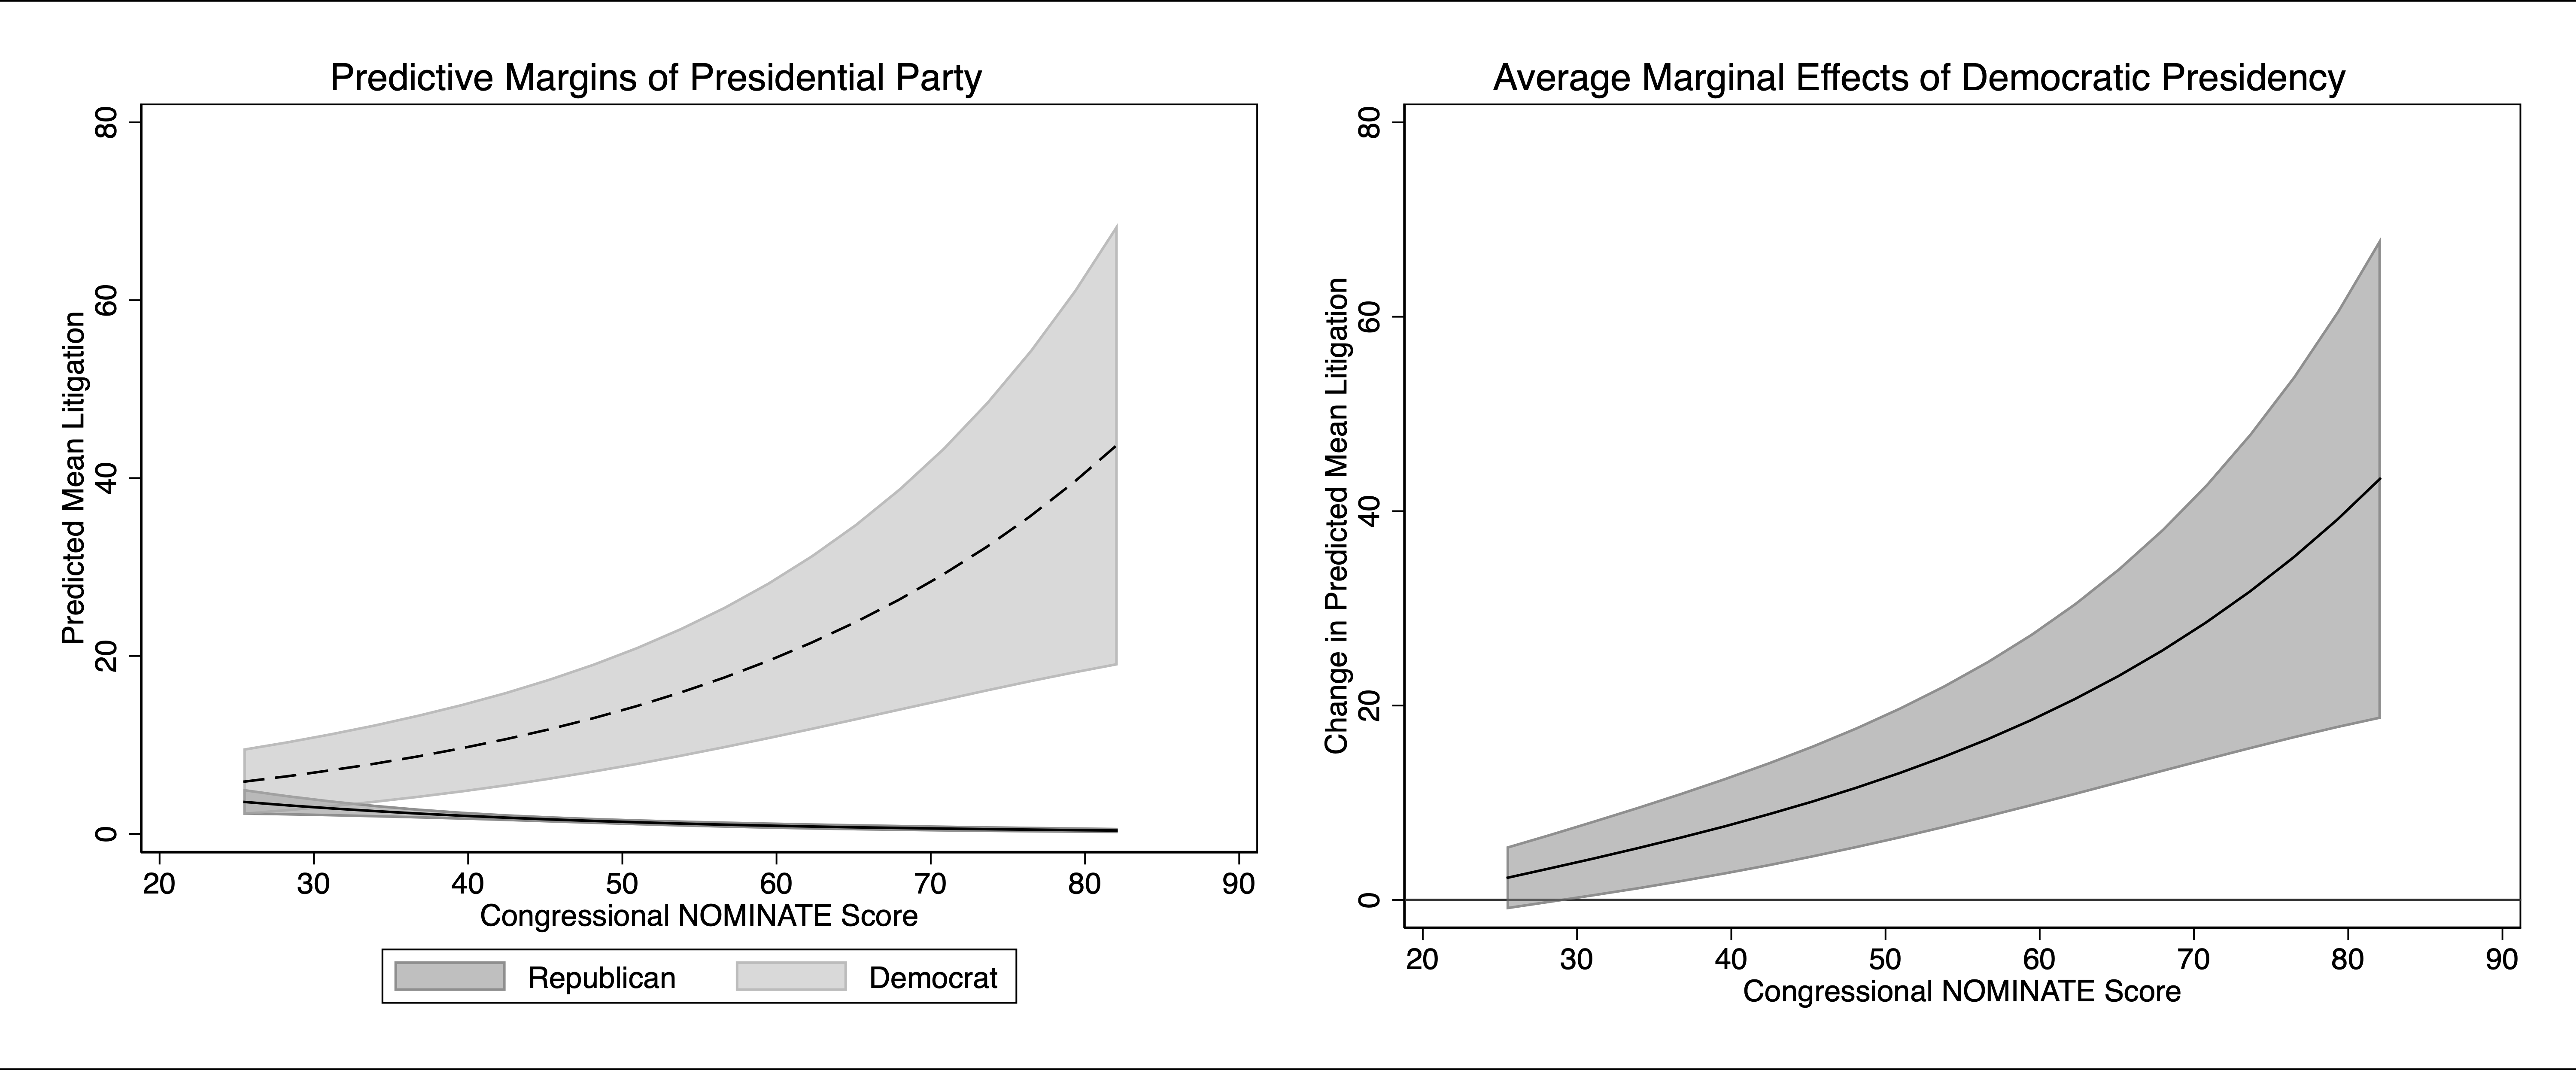 Predictive Margins of Presidential Party
Predicted Mean Litigation
80
60
40
20
0
20 30 40 50 60 70 80 90
Congressional NOMINATE Score
Republican Democrat
Average Marginal Effects of Democratic Presidency
Change in Predicted Mean Litigation
80
60
40
20
0
20 30 40 50 60 70 80 90
Congressional NOMINATE Score